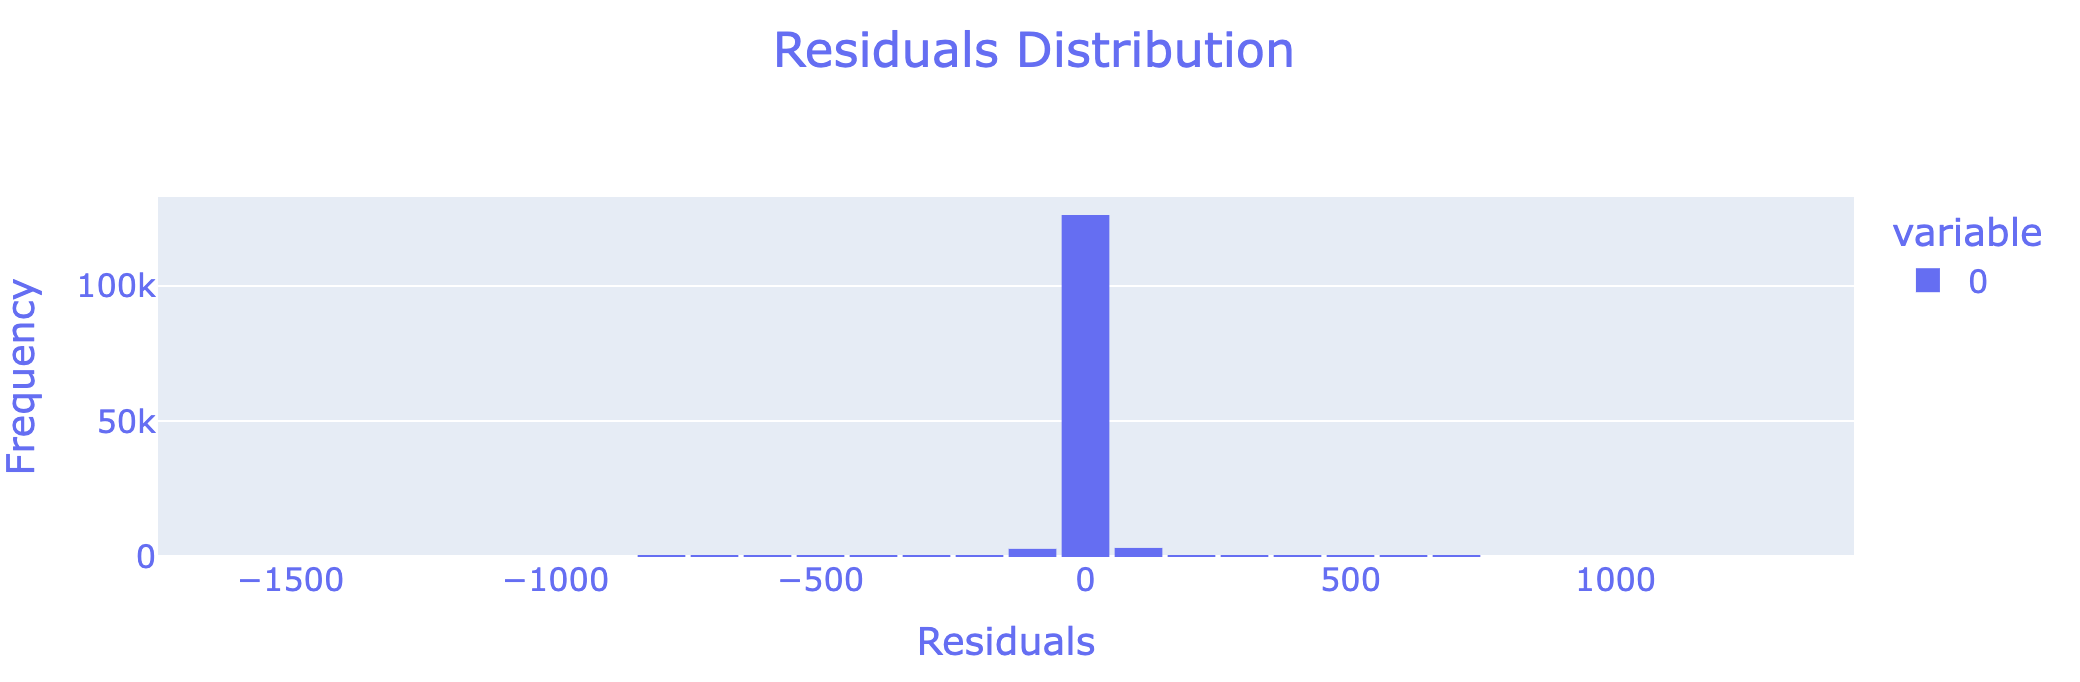 Residuals Distribution
variable
0
Frequency
100k
50k
0
−1500
−1000
−500
0
500
1000
Residuals